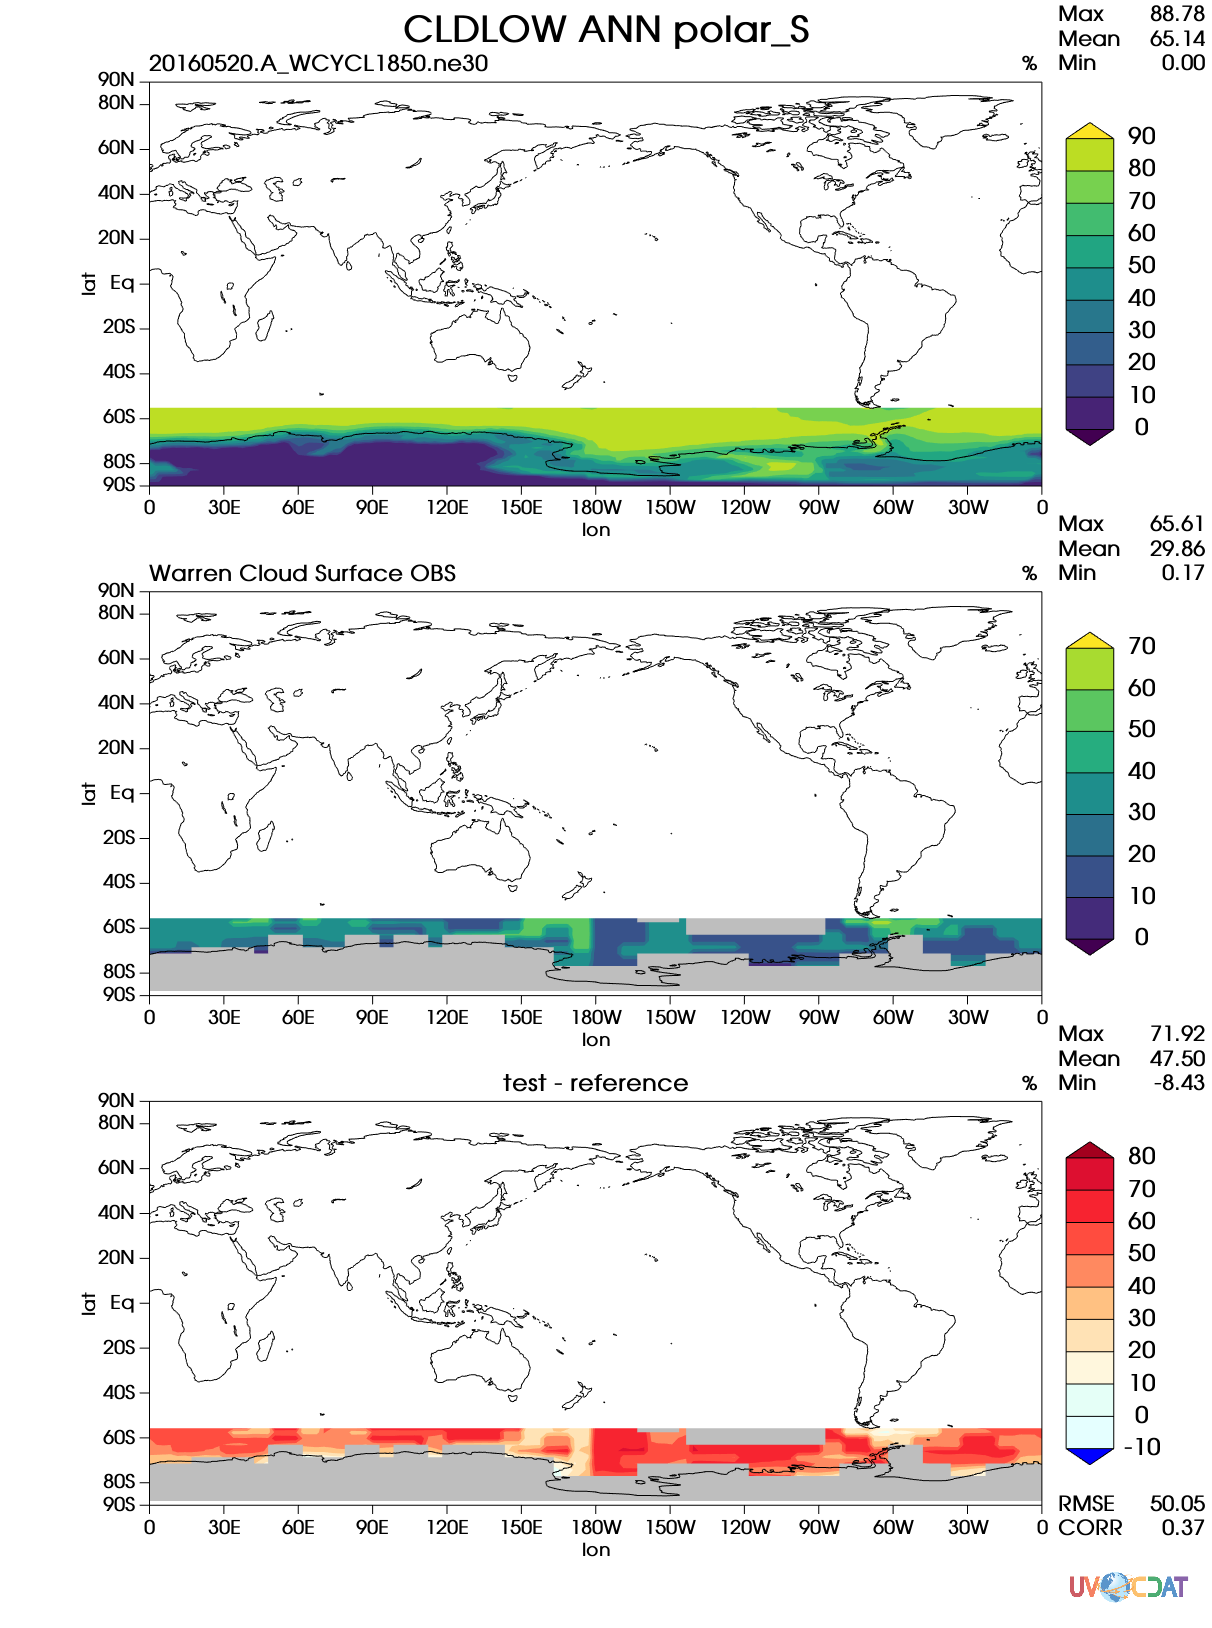 CLDLOW ANN polar_S
Max 88.78
Mean 65.14
Min 0.00
20160520.A_WCYCL1850.ne30 %
90N
80N
60N
40N
20N
Eq
20S
40S
60S
80S
90S
lat
0 30E 60E 90E 120E 150E 180W 150W 120W 90W 60W 30W 0
lon
90
80
70
60
50
40
30
20
10
0
Max 65.61
Mean 29.86
Min 0.17
Warren Cloud Surface OBS %
90N
80N
60N
40N
20N
Eq
20S
40S
60S
80S
90S
lat
0 30E 60E 90E 120E 150E 180W 150W 120W 90W 60W 30W 0
lon
70
60
50
40
30
20
10
0
Max 71.92
Mean 47.50
Min -8.43
test - reference %
90N
80N
60N
40N
20N
Eq
20S
40S
60S
80S
90S
lat
0 30E 60E 90E 120E 150E 180W 150W 120W 90W 60W 30W 0
lon
80
70
60
50
40
30
20
10
0
-10
RMSE 50.05
CORR 0.37
UV CDAT